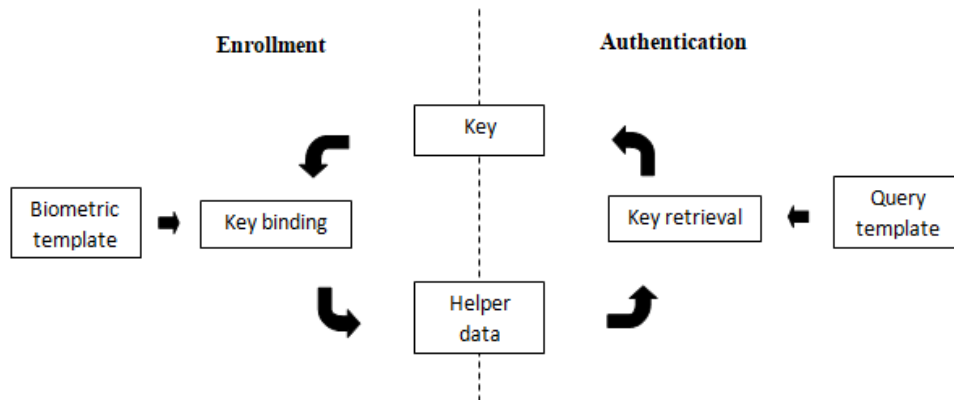 Enrollment
Authentication
Key
Biometric
template
Key binding
Key retrieval
Query
template
Helper
data